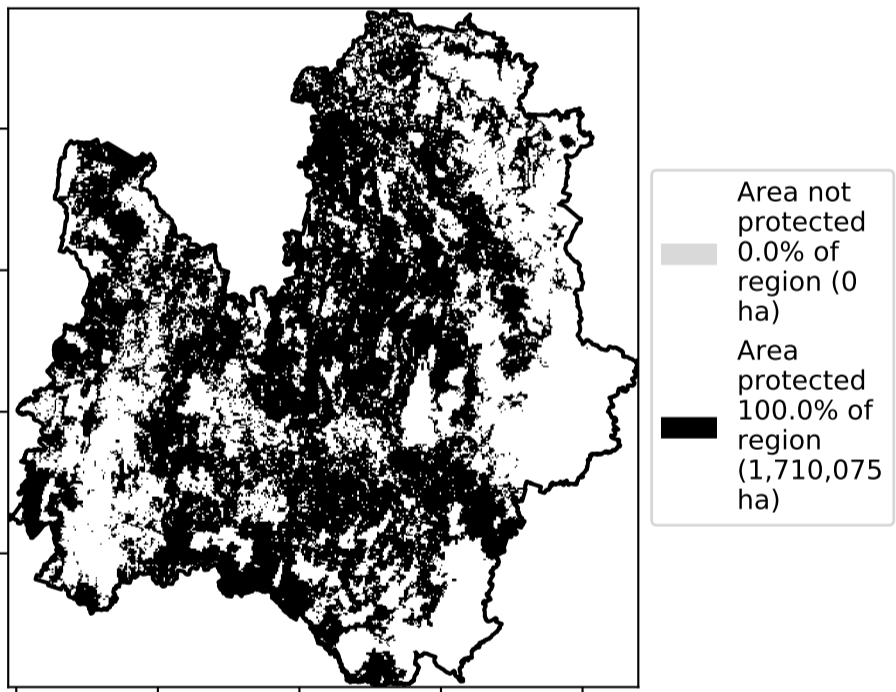 Area not
protected
0.0% of
region (0
ha)
Area
protected
100.0% of
region
(1,710,075
ha)